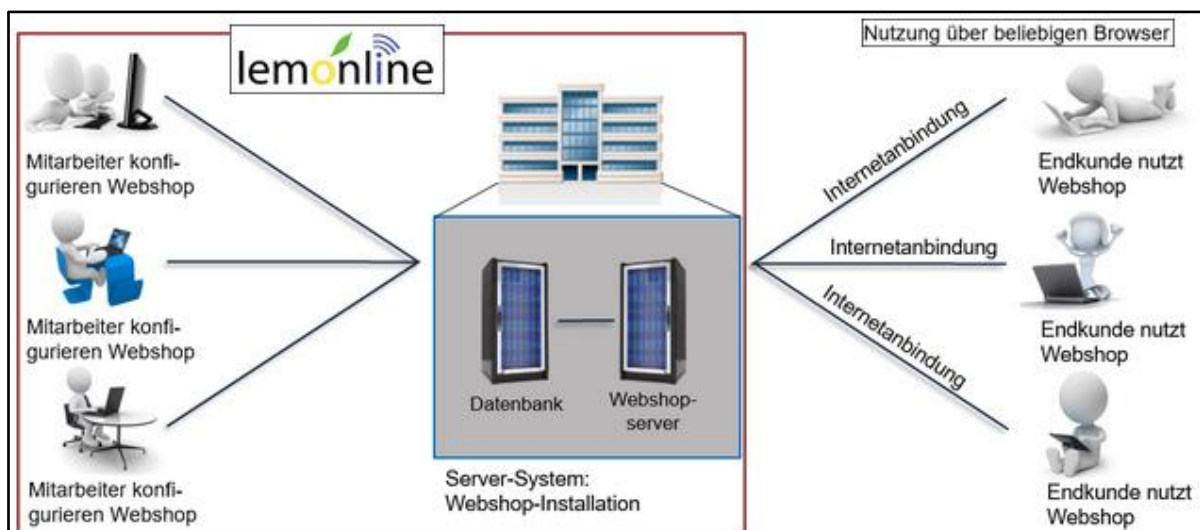 lemonline
Nutzung über beliebigen Browser
Mitarbeiter konfi-
gurieren Webshop
Mitarbeiter konfi-
gurieren Webshop
Mitarbeiter konfi-
gurieren Webshop
Datenbank
Webshop-
server
Server-System:
Webshop-Installation
Internetanbindung
Internetanbindung
Internetanbindung
Endkunde nutzt
Webshop
Endkunde nutzt
Webshop
Endkunde nutzt
Webshop